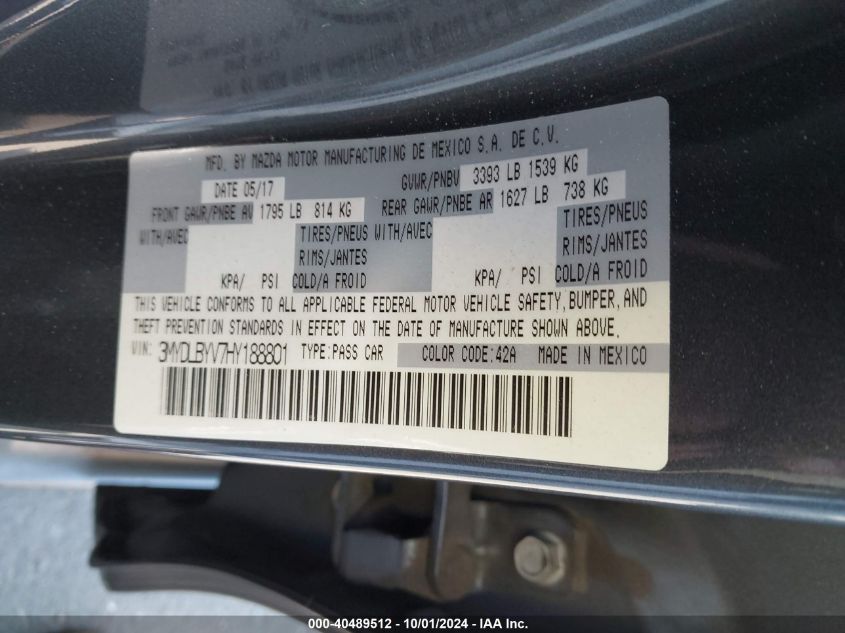 MFD. BY MAZDA MOTOR MANUFACTURING DE MEXICO S.A. DE C.V.
DATE 05/17 GVWR/PNBV 3393 LB 1539 KG
FRONT GAWR/PNBE AV 1795 LB 814 KG REAR GAWR/PNBE AR 1627 LB 738 KG
WITH/AVEC TIRES/PNEUS WITH/AVEC TIRES/PNEUS
RIMS/JANTES RIMS/JANTES
KPA/ PSI COLD/A FROID KPA/ PSI COLD/A FROID
THIS VEHICLE CONFORMS TO ALL APPLICABLE FEDERAL MOTOR VEHICLE SAFETY, BUMPER, AND
THEFT PREVENTION STANDARDS IN EFFECT ON THE DATE OF MANUFACTURE SHOWN ABOVE.
VIN: 3MYDLBYV7HY188801 TYPE:PASS CAR COLOR CODE:42A MADE IN MEXICO
000-40489512 - 10/01/2024 - IAA Inc.